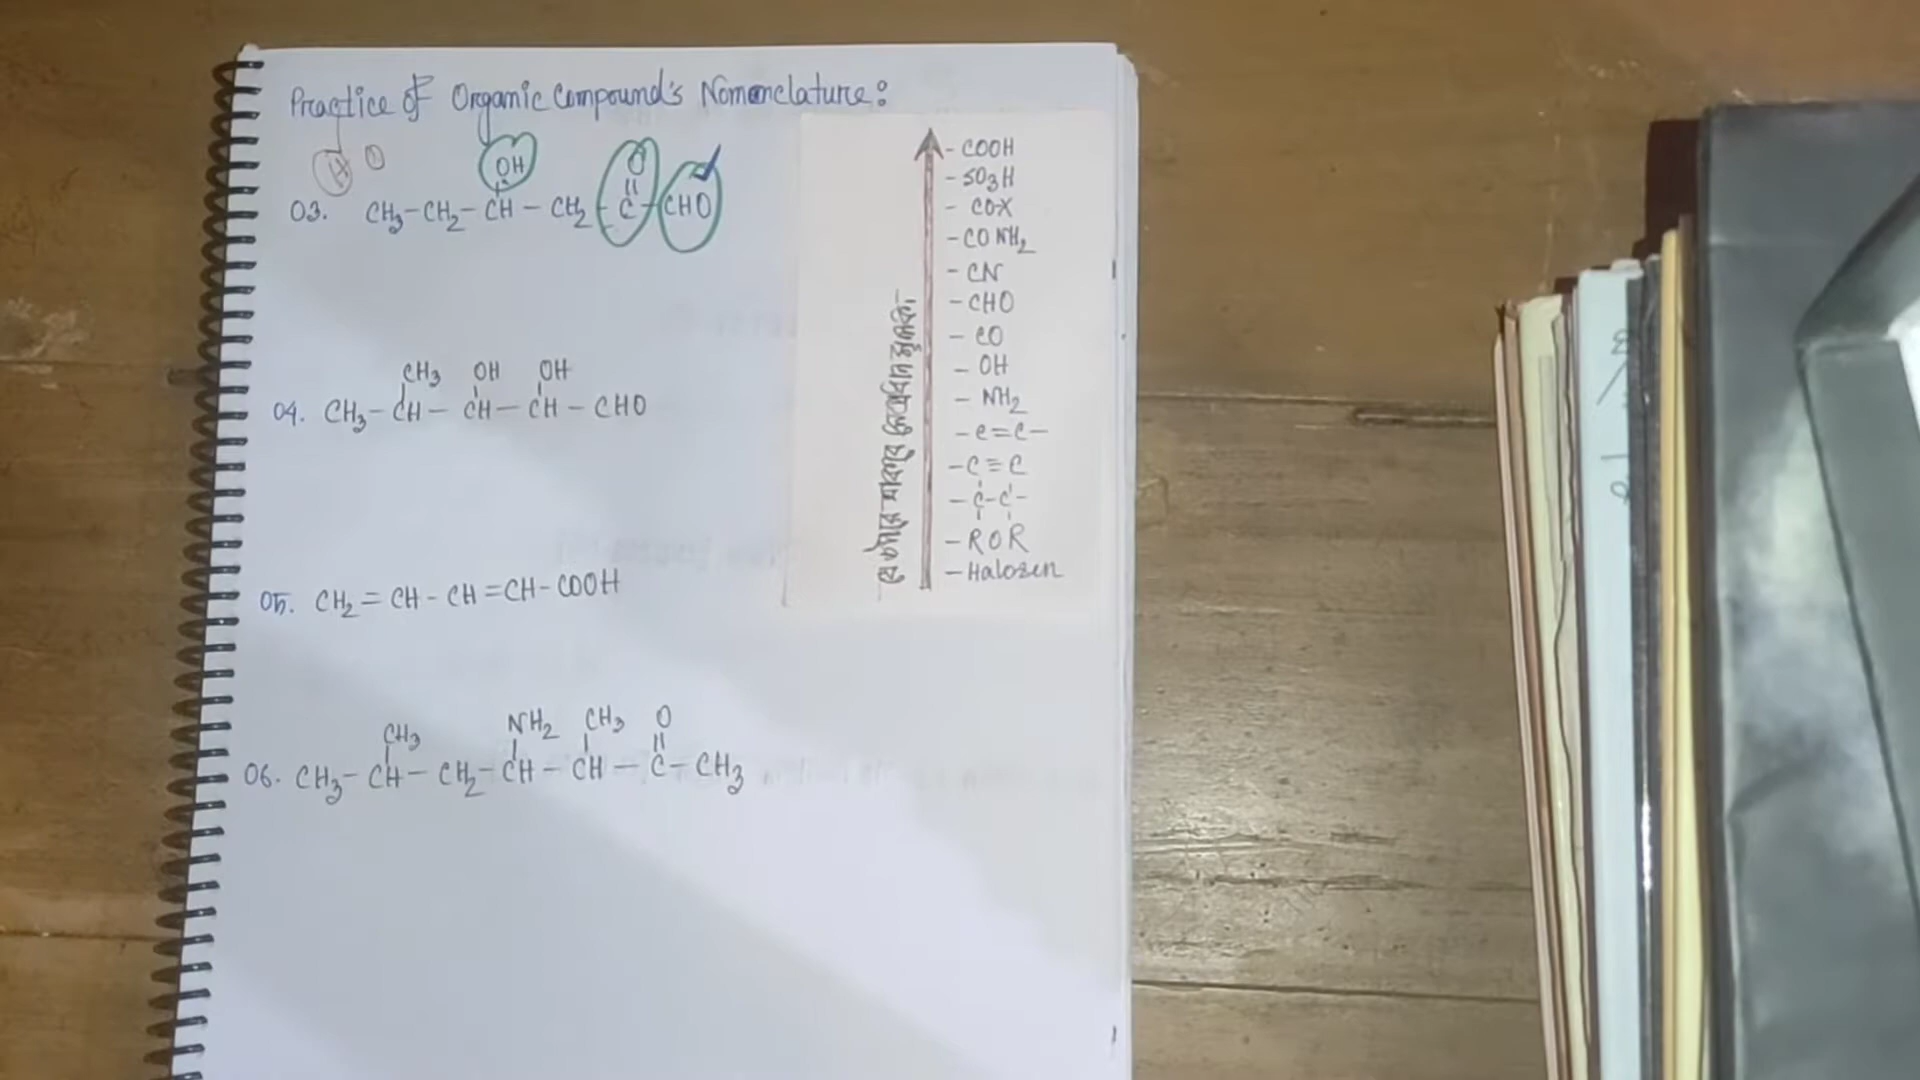 Practice of Organic Compound's Nomenclature:
OH O
03. CH₃-CH₂-CH-CH₂-C-CHO
CH₃ OH OH
04. CH₃-CH-CH-CH-CHO
05. CH₂=CH-CH=CH-COOH
CH₃ NH₂ CH₃ O
06. CH₃-CH-CH₂-CH-CH-C-CH₃
-COOH
-SO₃H
-COX
-CONH₂
-CN
-CHO
-CO
-OH
-NH₂
-C=C-
-C≡C
-C-C-
-ROR
-Halozen